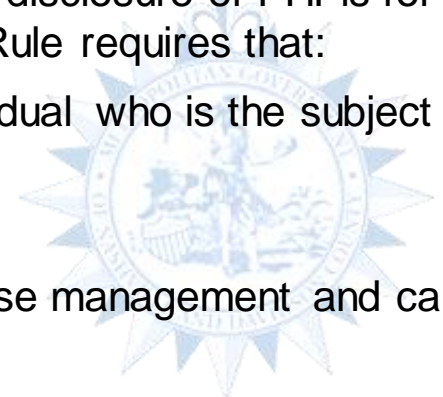 disclosure of PHI is for
Rule requires that:
dual who is the subject
se management and ca